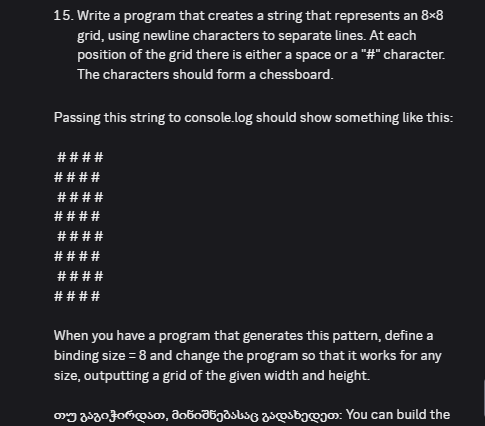 15. Write a program that creates a string that represents an 8×8
grid, using newline characters to separate lines. At each
position of the grid there is either a space or a "#" character.
The characters should form a chessboard.
Passing this string to console.log should show something like this:
 # # # #
# # # #
 # # # #
# # # #
 # # # #
# # # #
 # # # #
# # # #
When you have a program that generates this pattern, define a
binding size = 8 and change the program so that it works for any
size, outputting a grid of the given width and height.
თუ გაგიჭირდათ, მინიშნებასაც გადახედეთ: You can build the